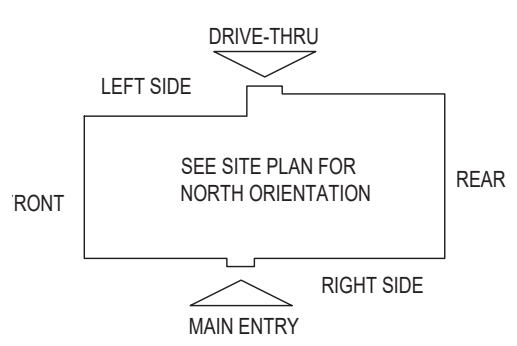 DRIVE-THRU
LEFT SIDE
SEE SITE PLAN FOR
NORTH ORIENTATION
REAR
RONT
RIGHT SIDE
MAIN ENTRY